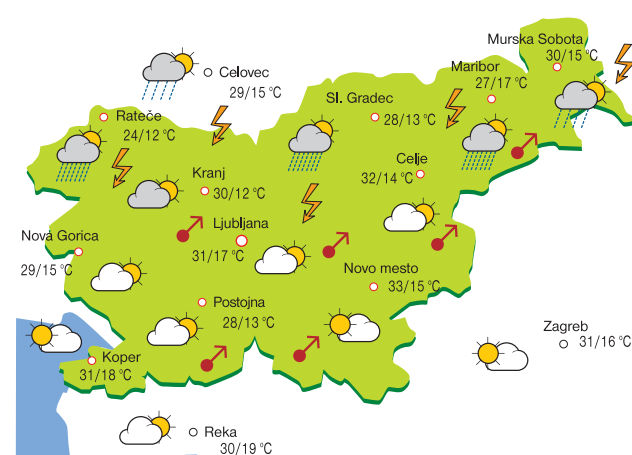 Murska Sobota
30/15 °C
Celovec
29/15 °C
Maribor
27/17 °C
Sl. Gradec
28/13 °C
Rateče
24/12 °C
Celje
32/14 °C
Kranj
30/12 °C
Ljubljana
31/17 °C
Nova Gorica
29/15 °C
Novo mesto
33/15 °C
Postojna
28/13 °C
Zagreb
31/16 °C
Koper
31/18 °C
Reka
30/19 °C